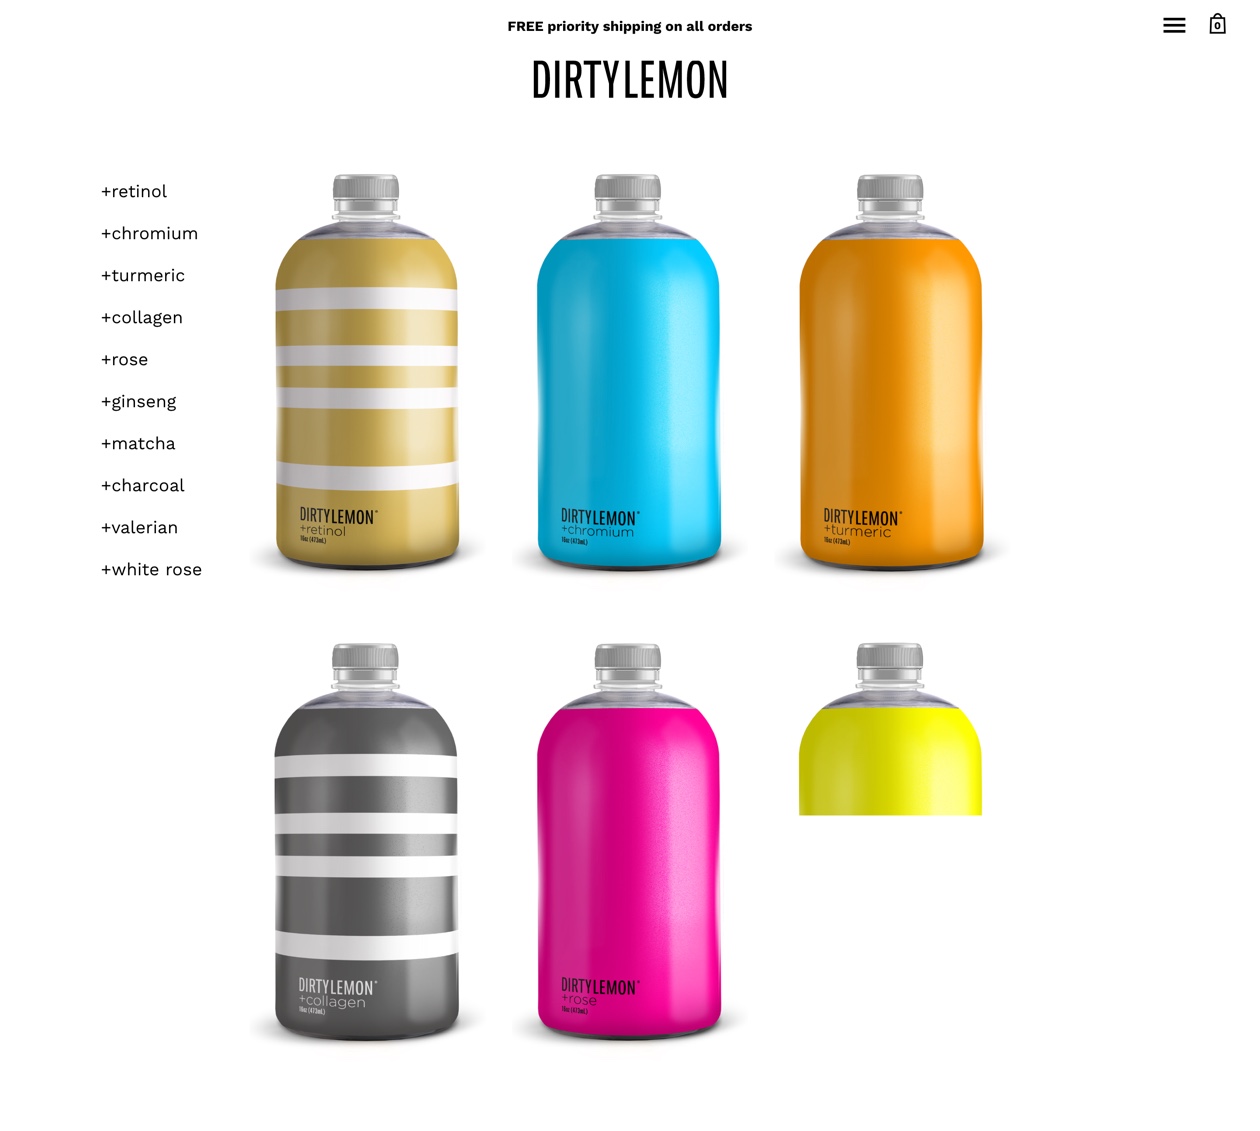 FREE priority shipping on all orders
0
DIRTYLEMON
+retinol
+chromium
+turmeric
+collagen
+rose
+ginseng
+matcha
+charcoal
+valerian
+white rose
DIRTYLEMON
+retinol
16oz (473mL)
DIRTYLEMON
+chromium
16oz (473mL)
DIRTYLEMON
+turmeric
16oz (473mL)
DIRTYLEMON
+collagen
16oz (473mL)
DIRTYLEMON
+rose
16oz (473mL)